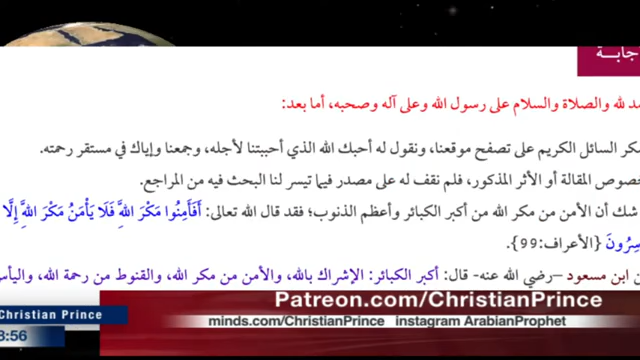 جابـــة
مد لله والصلاة والسلام على رسول الله وعلى آله وصحبه، أما بعد:
كر السائل الكريم على تصفح موقعنا، ونقول له أحبك الله الذي أحببتنا لأجله، وجمعنا وإياك في مستقر رحمته.
خصوص المقالة أو الأثر المذكور، فلم نقف له على مصدر فيما تيسر لنا البحث فيه من المراجع.
شك أن الأمن من مكر الله من أكبر الكبائر وأعظم الذنوب؛ فقد قال الله تعالى: أَفَأَمِنُوا مَكْرَ اللَّهِ فَلَا يَأْمَنُ مَكْرَ اللَّهِ إِلَّا
سِرُونَ {الأعراف:99}.
ن ابن مسعود –رضي الله عنه- قال: أكبر الكبائر: الإشراك بالله، والأمن من مكر الله، والقنوط من رحمة الله، واليأس
Patreon.com/ChristianPrince
Christian Prince
minds.com/ChristianPrince instagram ArabianProphet
8:56